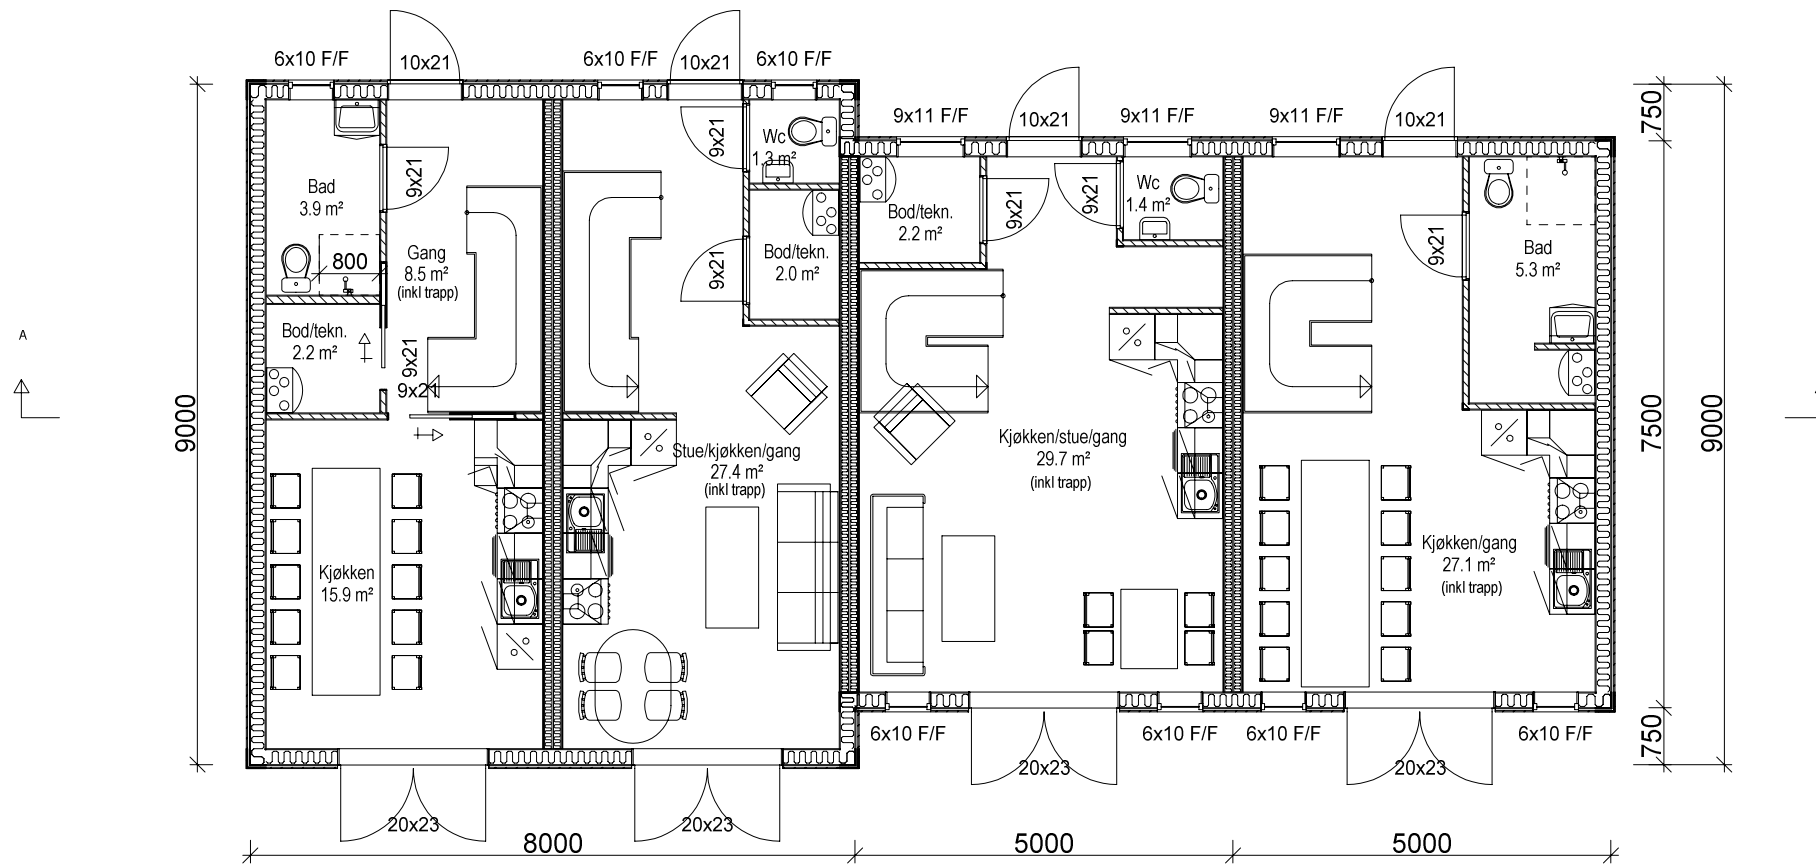 6x10 F/F
10x21
6x10 F/F
10x21
6x10 F/F
9x11 F/F
10x21
9x11 F/F
9x11 F/F
10x21
750
9x21
Wc
1.3 m²
Bad
3.9 m²
9x21
Wc
1.4 m²
9x21
9x21
Bod/tekn.
2.2 m²
Gang
8.5 m²
(inkl trapp)
800
9x21
Bod/tekn.
2.0 m²
9x21
Bad
5.3 m²
A
Bod/tekn.
2.2 m²
9x21
9x21
9000
7500
9000
Stue/kjøkken/gang
27.4 m²
(inkl trapp)
Kjøkken/stue/gang
29.7 m²
(inkl trapp)
Kjøkken
15.9 m²
Kjøkken/gang
27.1 m²
(inkl trapp)
6x10 F/F
6x10 F/F
6x10 F/F
6x10 F/F
750
20x23
20x23
20x23
20x23
8000
5000
5000